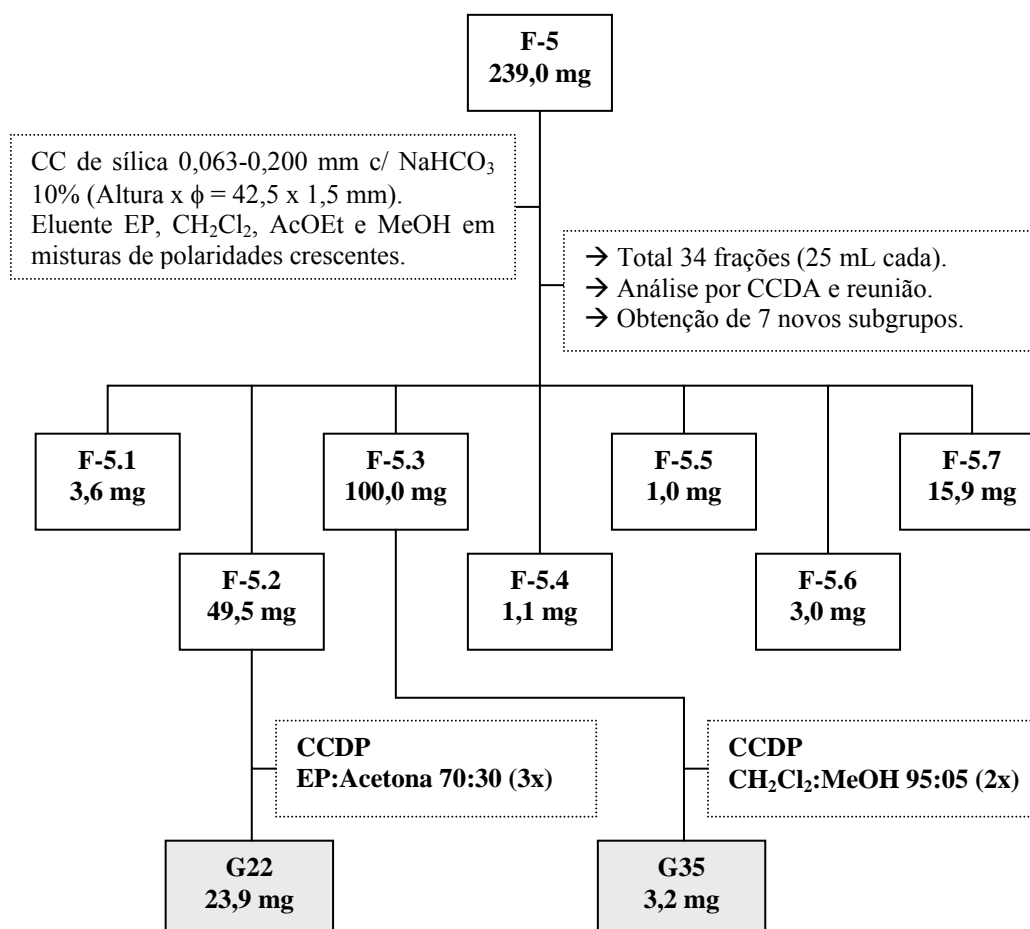 F-5
239,0 mg
CC de sílica 0,063-0,200 mm c/ NaHCO₃
10% (Altura x ϕ = 42,5 x 1,5 mm).
Eluente EP, CH₂Cl₂, AcOEt e MeOH em
misturas de polaridades crescentes.
→ Total 34 frações (25 mL cada).
→ Análise por CCDA e reunião.
→ Obtenção de 7 novos subgrupos.
F-5.1
3,6 mg
F-5.3
100,0 mg
F-5.5
1,0 mg
F-5.7
15,9 mg
F-5.2
49,5 mg
F-5.4
1,1 mg
F-5.6
3,0 mg
CCDP
EP:Acetona 70:30 (3x)
CCDP
CH₂Cl₂:MeOH 95:05 (2x)
G22
23,9 mg
G35
3,2 mg